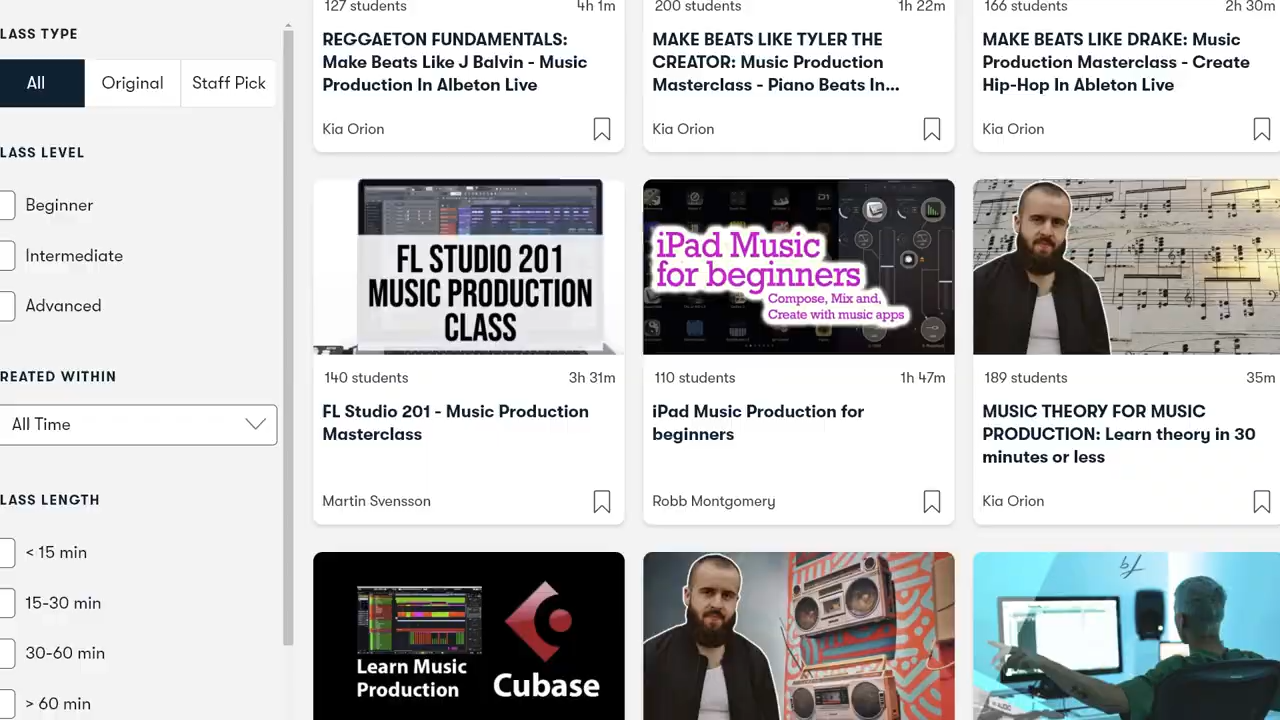 LASS TYPE
All
Original
Staff Pick
LASS LEVEL
Beginner
Intermediate
Advanced
REATED WITHIN
All Time
LASS LENGTH
< 15 min
15-30 min
30-60 min
> 60 min
127 students
4h 1m
REGGAETON FUNDAMENTALS:
Make Beats Like J Balvin - Music
Production In Albeton Live
Kia Orion
200 students
1h 22m
MAKE BEATS LIKE TYLER THE
CREATOR: Music Production
Masterclass - Piano Beats In...
Kia Orion
166 students
2h 30m
MAKE BEATS LIKE DRAKE: Music
Production Masterclass - Create
Hip-Hop In Ableton Live
Kia Orion
FL STUDIO 201
MUSIC PRODUCTION
CLASS
140 students
3h 31m
FL Studio 201 - Music Production
Masterclass
Martin Svensson
iPad Music
for beginners
Compose, Mix and,
Create with music apps
110 students
1h 47m
iPad Music Production for
beginners
Robb Montgomery
189 students
35m
MUSIC THEORY FOR MUSIC
PRODUCTION: Learn theory in 30
minutes or less
Kia Orion
Learn Music
Production
Cubase